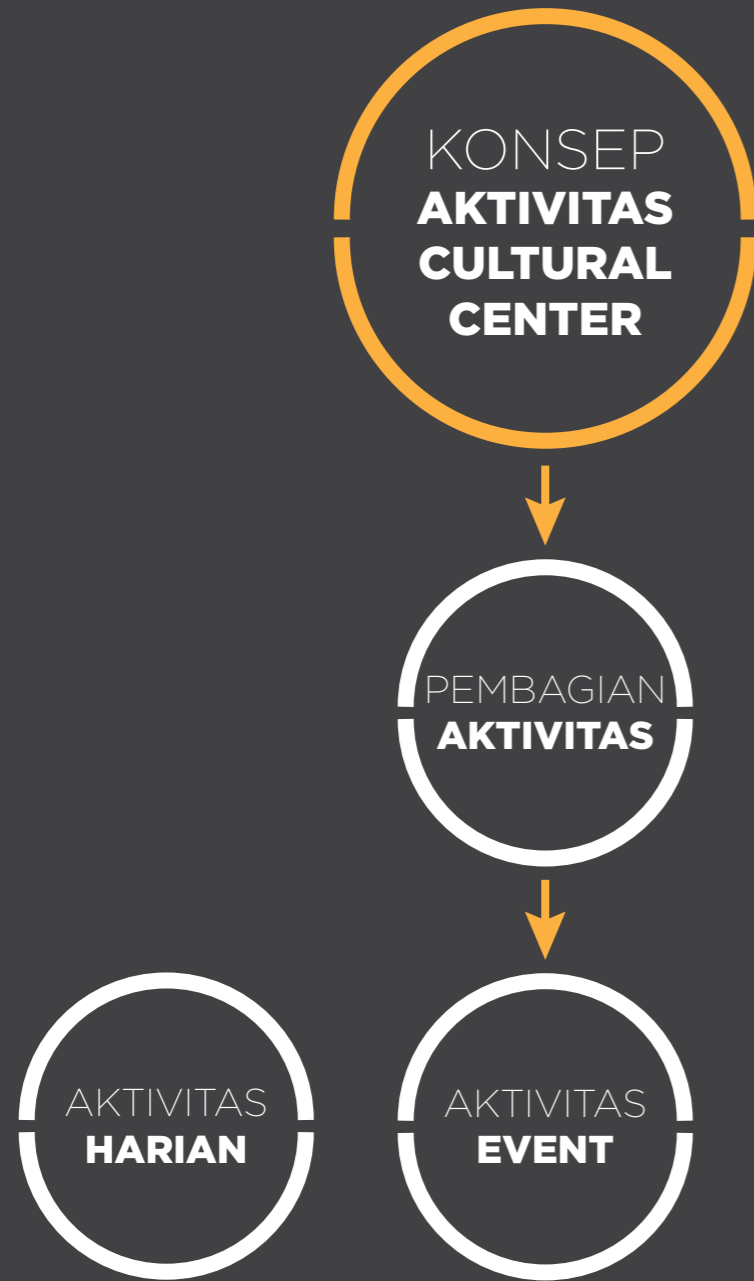 KONSEP
AKTIVITAS
CULTURAL
CENTER
PEMBAGIAN
AKTIVITAS
AKTIVITAS
HARIAN
AKTIVITAS
EVENT